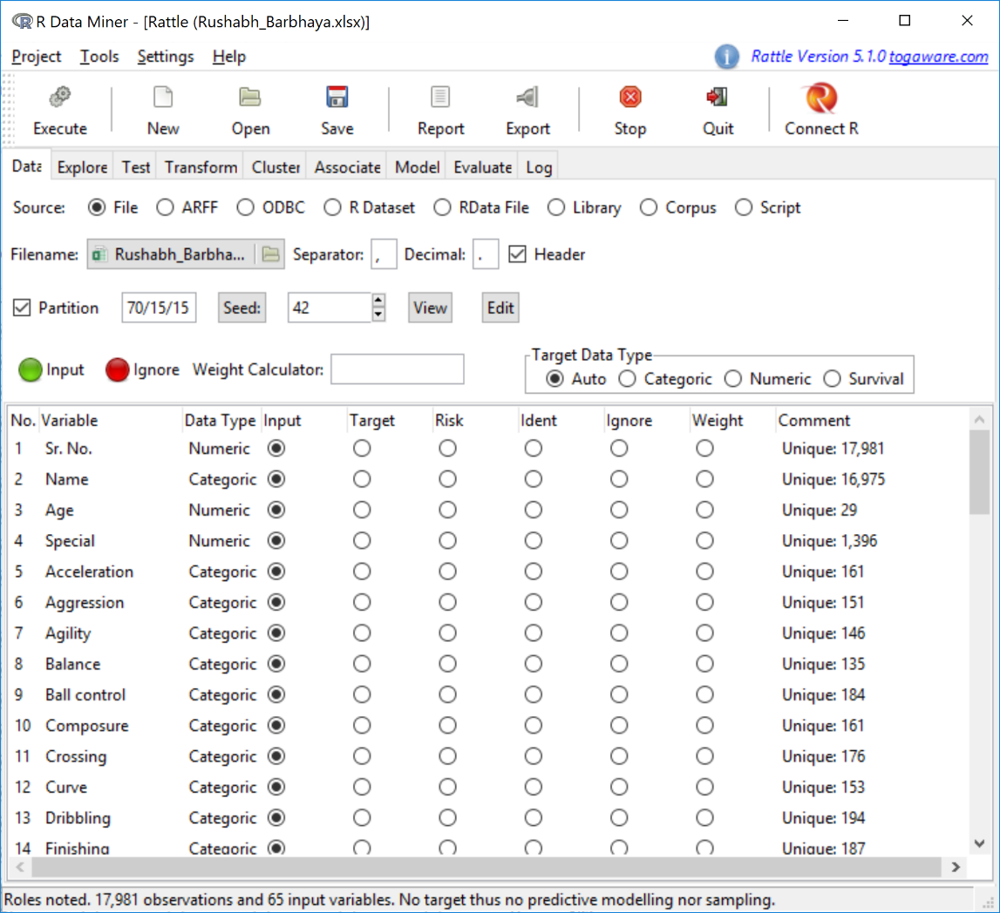 R Data Miner - [Rattle (Rushabh_Barbhaya.xlsx)]
Project Tools Settings Help Rattle Version 5.1.0 togaware.com
Execute New Open Save Report Export Stop Quit Connect R
Data Explore Test Transform Cluster Associate Model Evaluate Log
Source: File ARFF ODBC R Dataset RData File Library Corpus Script
Filename: Rushabh_Barbha... Separator: , Decimal: . Header
Partition 70/15/15 Seed: 42 View Edit
Target Data Type
Input Ignore Weight Calculator: Auto Categoric Numeric Survival
No. Variable Data Type Input Target Risk Ident Ignore Weight Comment
1 Sr. No. Numeric Unique: 17,981
2 Name Categoric Unique: 16,975
3 Age Numeric Unique: 29
4 Special Numeric Unique: 1,396
5 Acceleration Categoric Unique: 161
6 Aggression Categoric Unique: 151
7 Agility Categoric Unique: 146
8 Balance Categoric Unique: 135
9 Ball control Categoric Unique: 184
10 Composure Categoric Unique: 161
11 Crossing Categoric Unique: 176
12 Curve Categoric Unique: 153
13 Dribbling Categoric Unique: 194
14 Finishing Categoric Unique: 187
Roles noted. 17,981 observations and 65 input variables. No target thus no predictive modelling nor sampling.